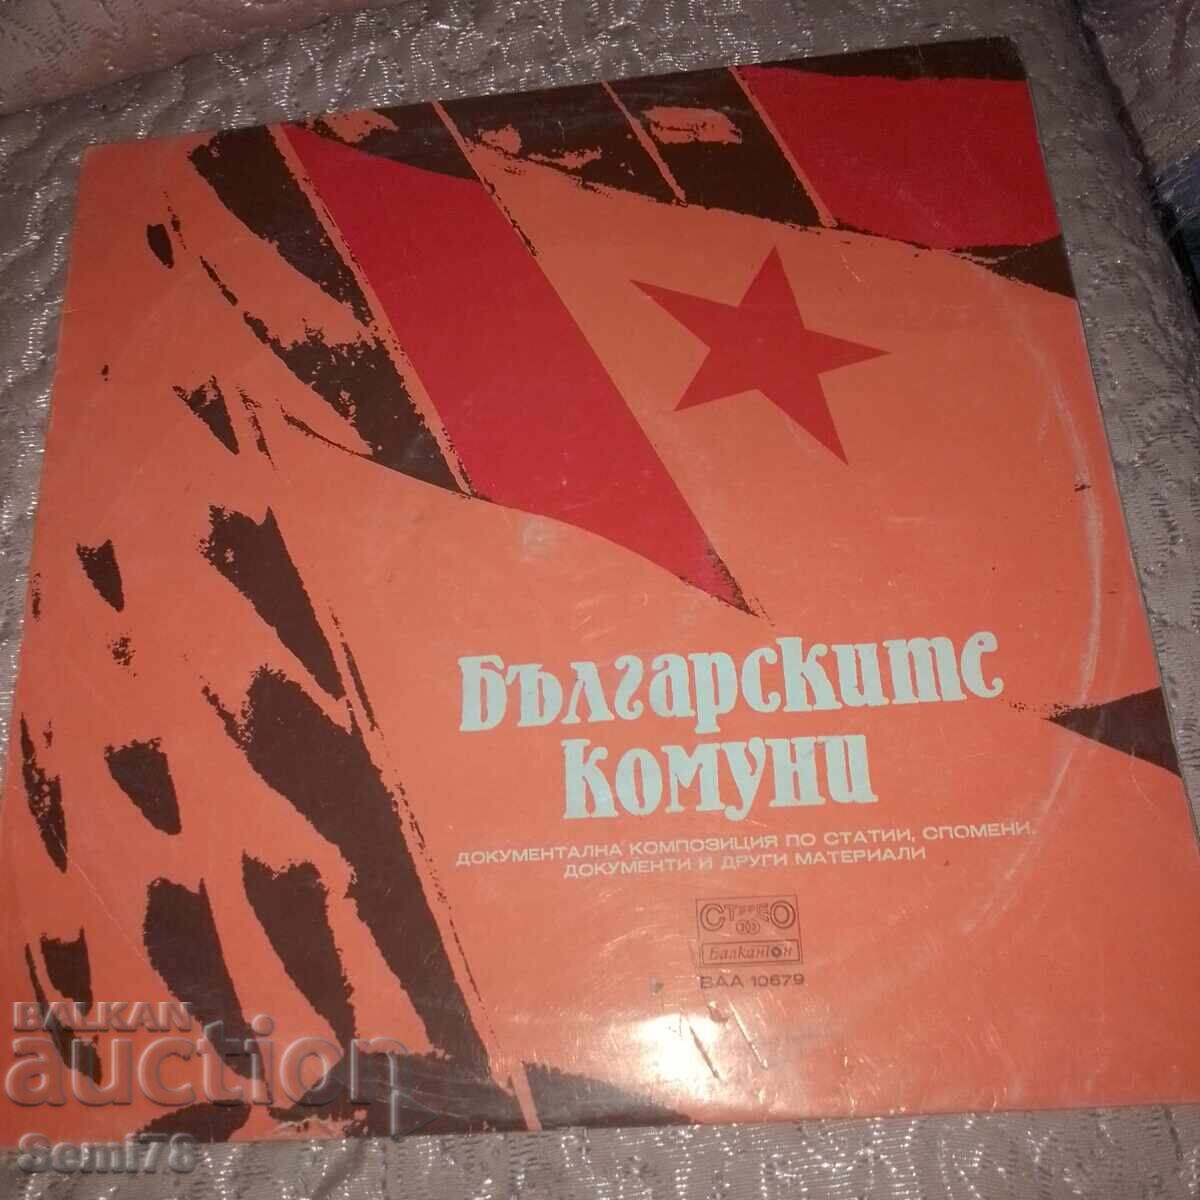 Българските
комуни
ДОКУМЕНТАЛНА КОМПОЗИЦИЯ ПО СТАТИИ, СПОМЕНИ,
ДОКУМЕНТИ И ДРУГИ МАТЕРИАЛИ
СТЕРЕО
Балкантон
ВАА 10679
BALKAN
auction
Semi78